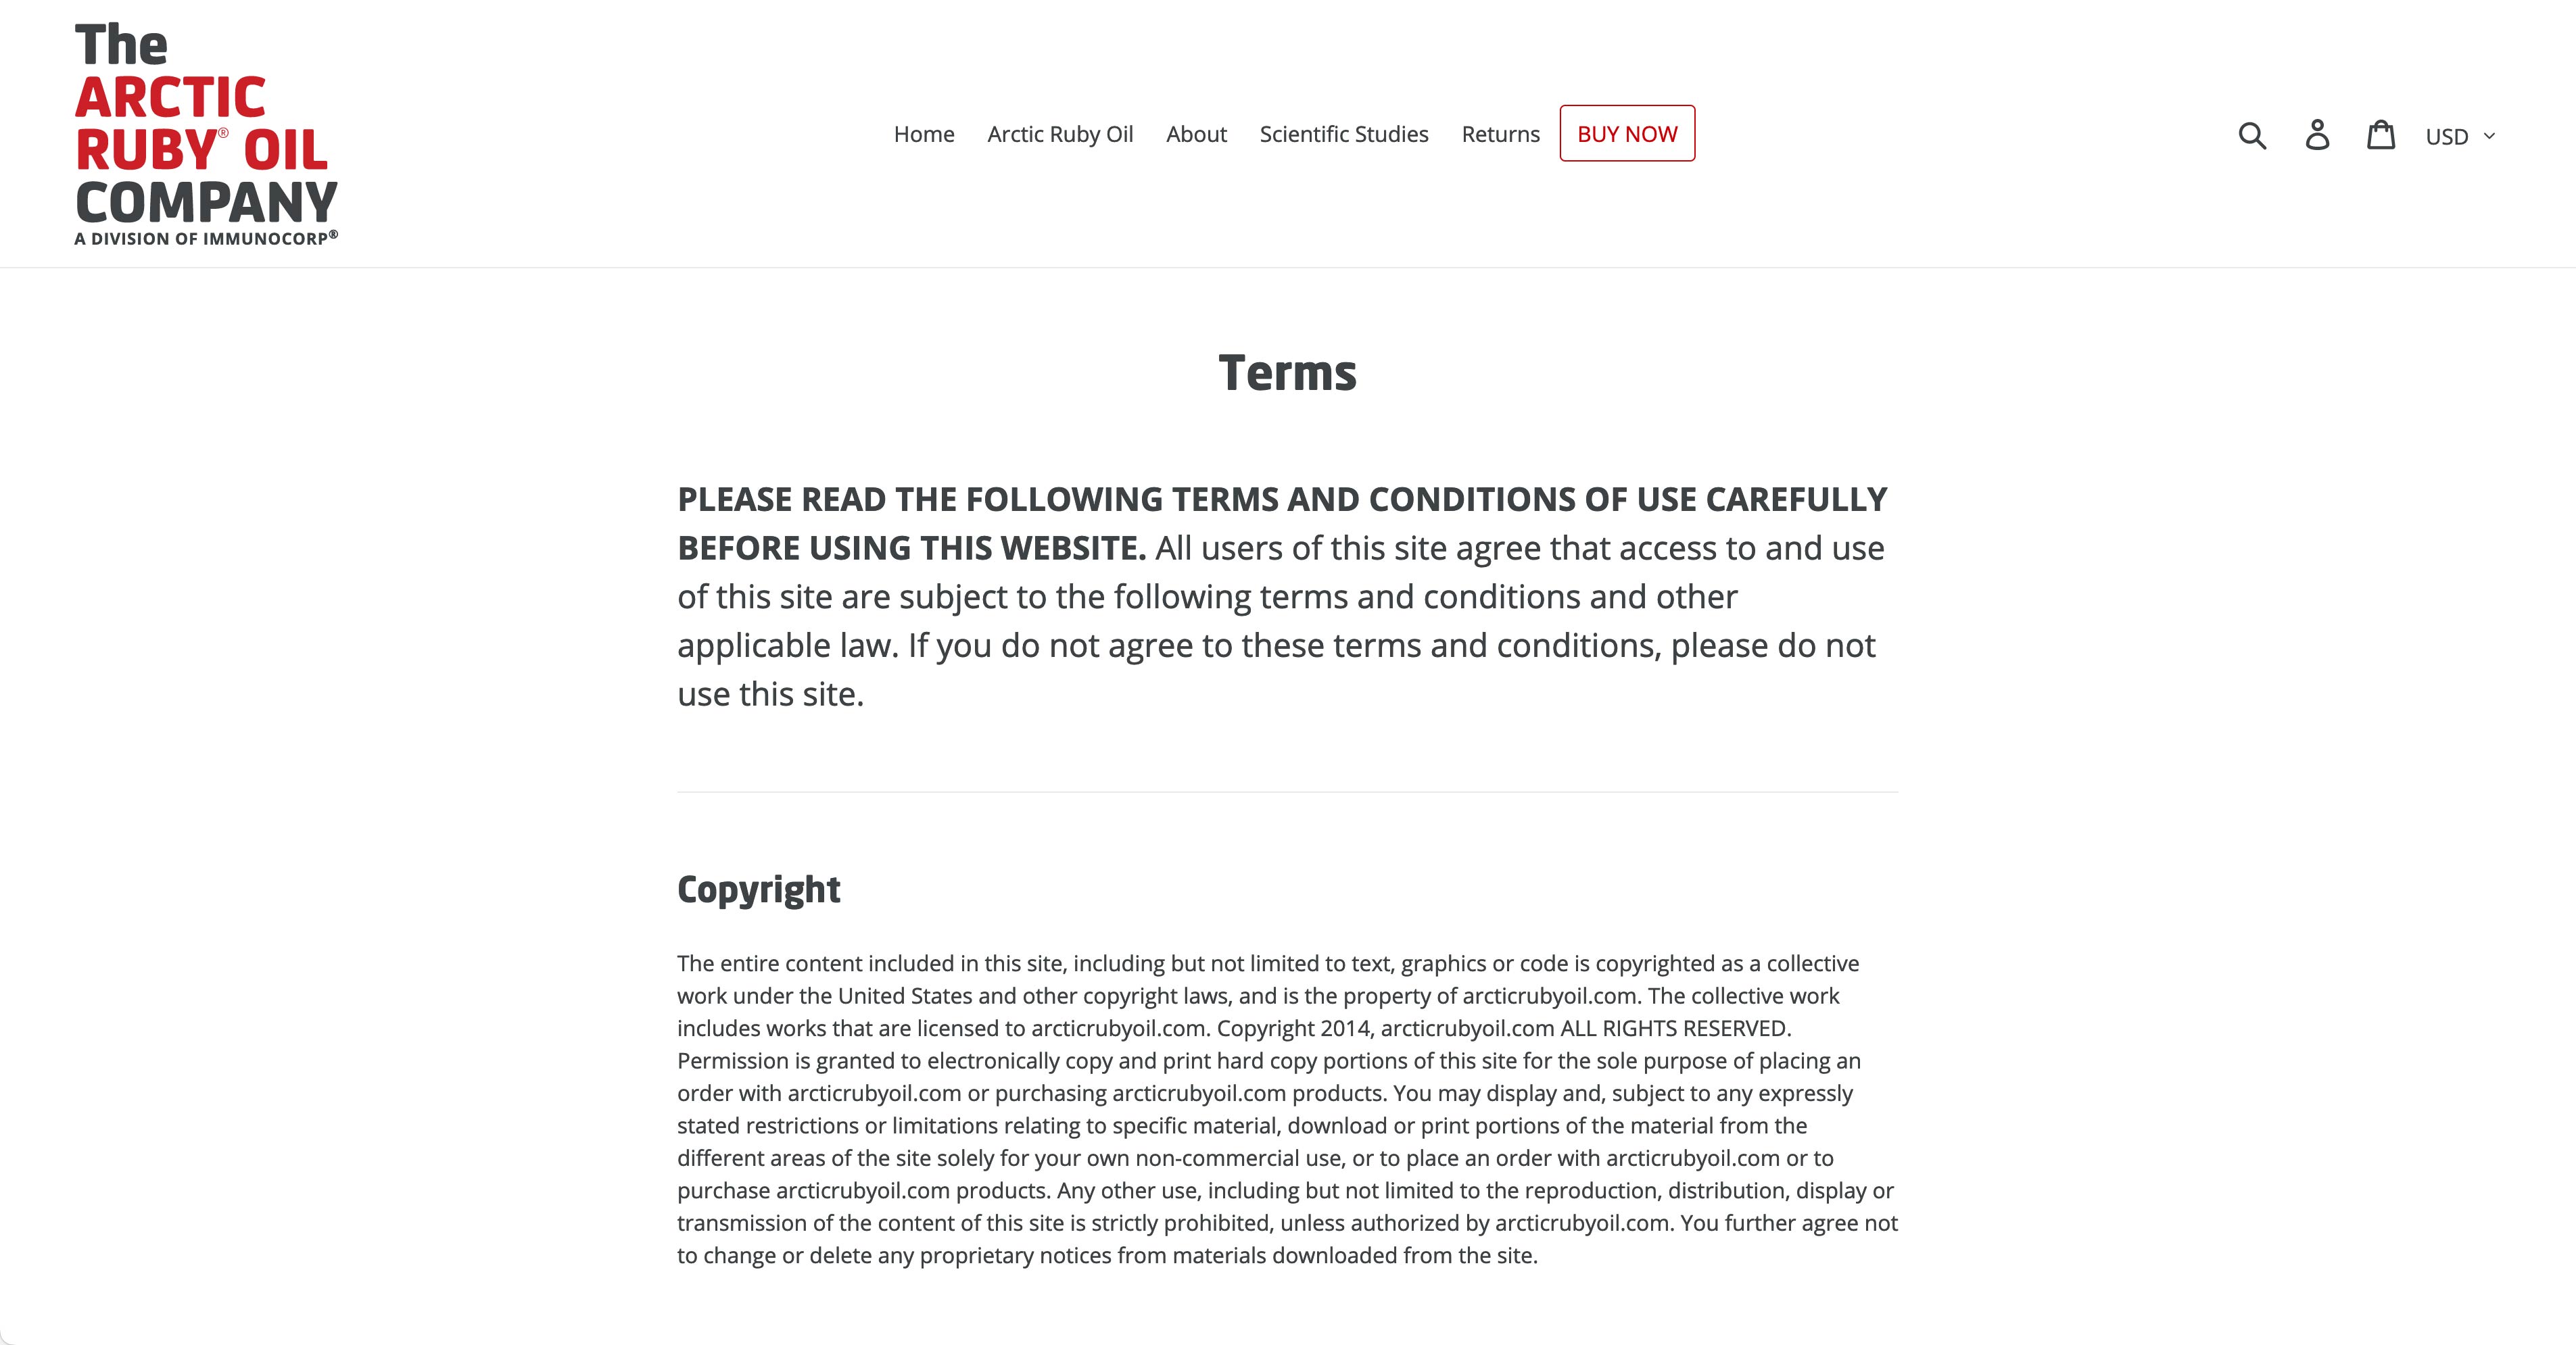 The
ARCTIC
RUBY® OIL
COMPANY
A DIVISION OF IMMUNOCORP®
Home Arctic Ruby Oil About Scientific Studies Returns BUY NOW
USD
Terms
PLEASE READ THE FOLLOWING TERMS AND CONDITIONS OF USE CAREFULLY
BEFORE USING THIS WEBSITE. All users of this site agree that access to and use
of this site are subject to the following terms and conditions and other
applicable law. If you do not agree to these terms and conditions, please do not
use this site.
Copyright
The entire content included in this site, including but not limited to text, graphics or code is copyrighted as a collective
work under the United States and other copyright laws, and is the property of arcticrubyoil.com. The collective work
includes works that are licensed to arcticrubyoil.com. Copyright 2014, arcticrubyoil.com ALL RIGHTS RESERVED.
Permission is granted to electronically copy and print hard copy portions of this site for the sole purpose of placing an
order with arcticrubyoil.com or purchasing arcticrubyoil.com products. You may display and, subject to any expressly
stated restrictions or limitations relating to specific material, download or print portions of the material from the
different areas of the site solely for your own non-commercial use, or to place an order with arcticrubyoil.com or to
purchase arcticrubyoil.com products. Any other use, including but not limited to the reproduction, distribution, display or
transmission of the content of this site is strictly prohibited, unless authorized by arcticrubyoil.com. You further agree not
to change or delete any proprietary notices from materials downloaded from the site.